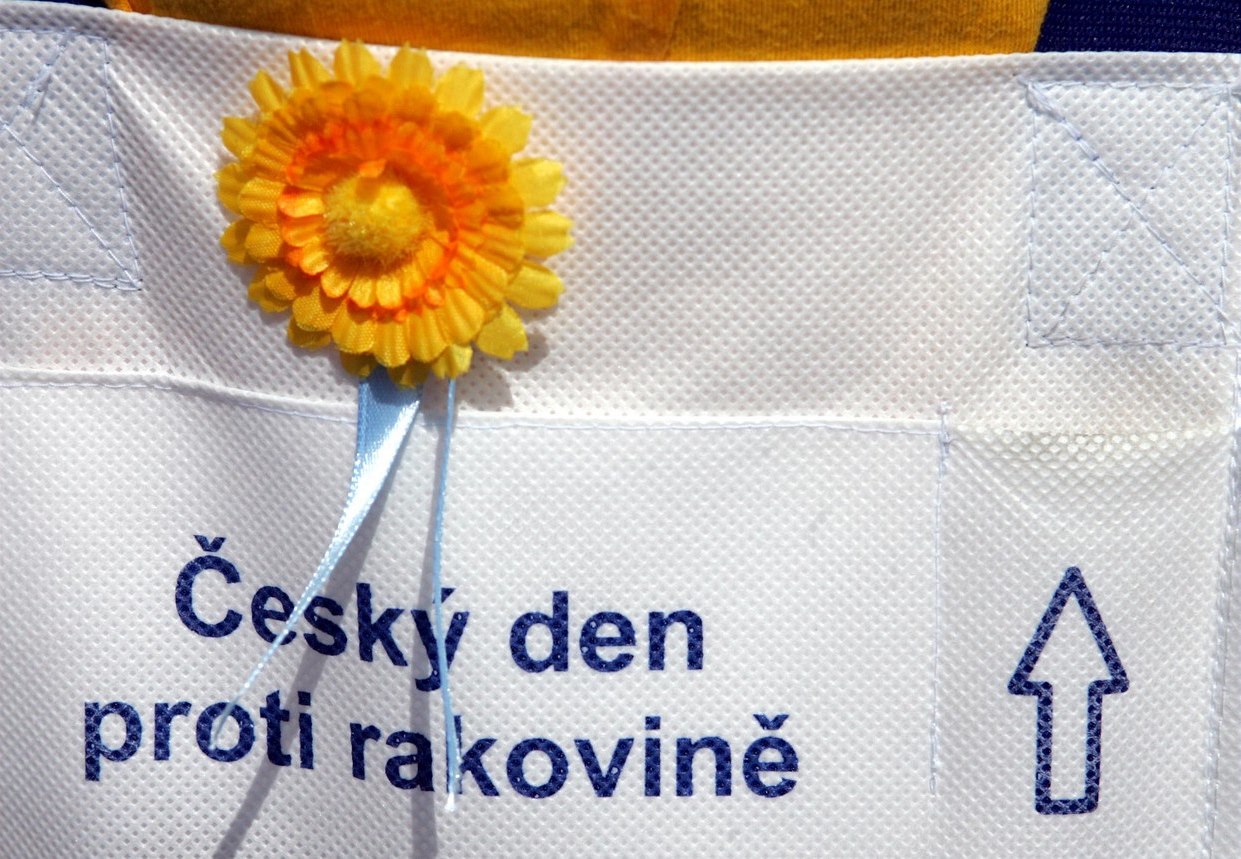 Český den
proti rakovině